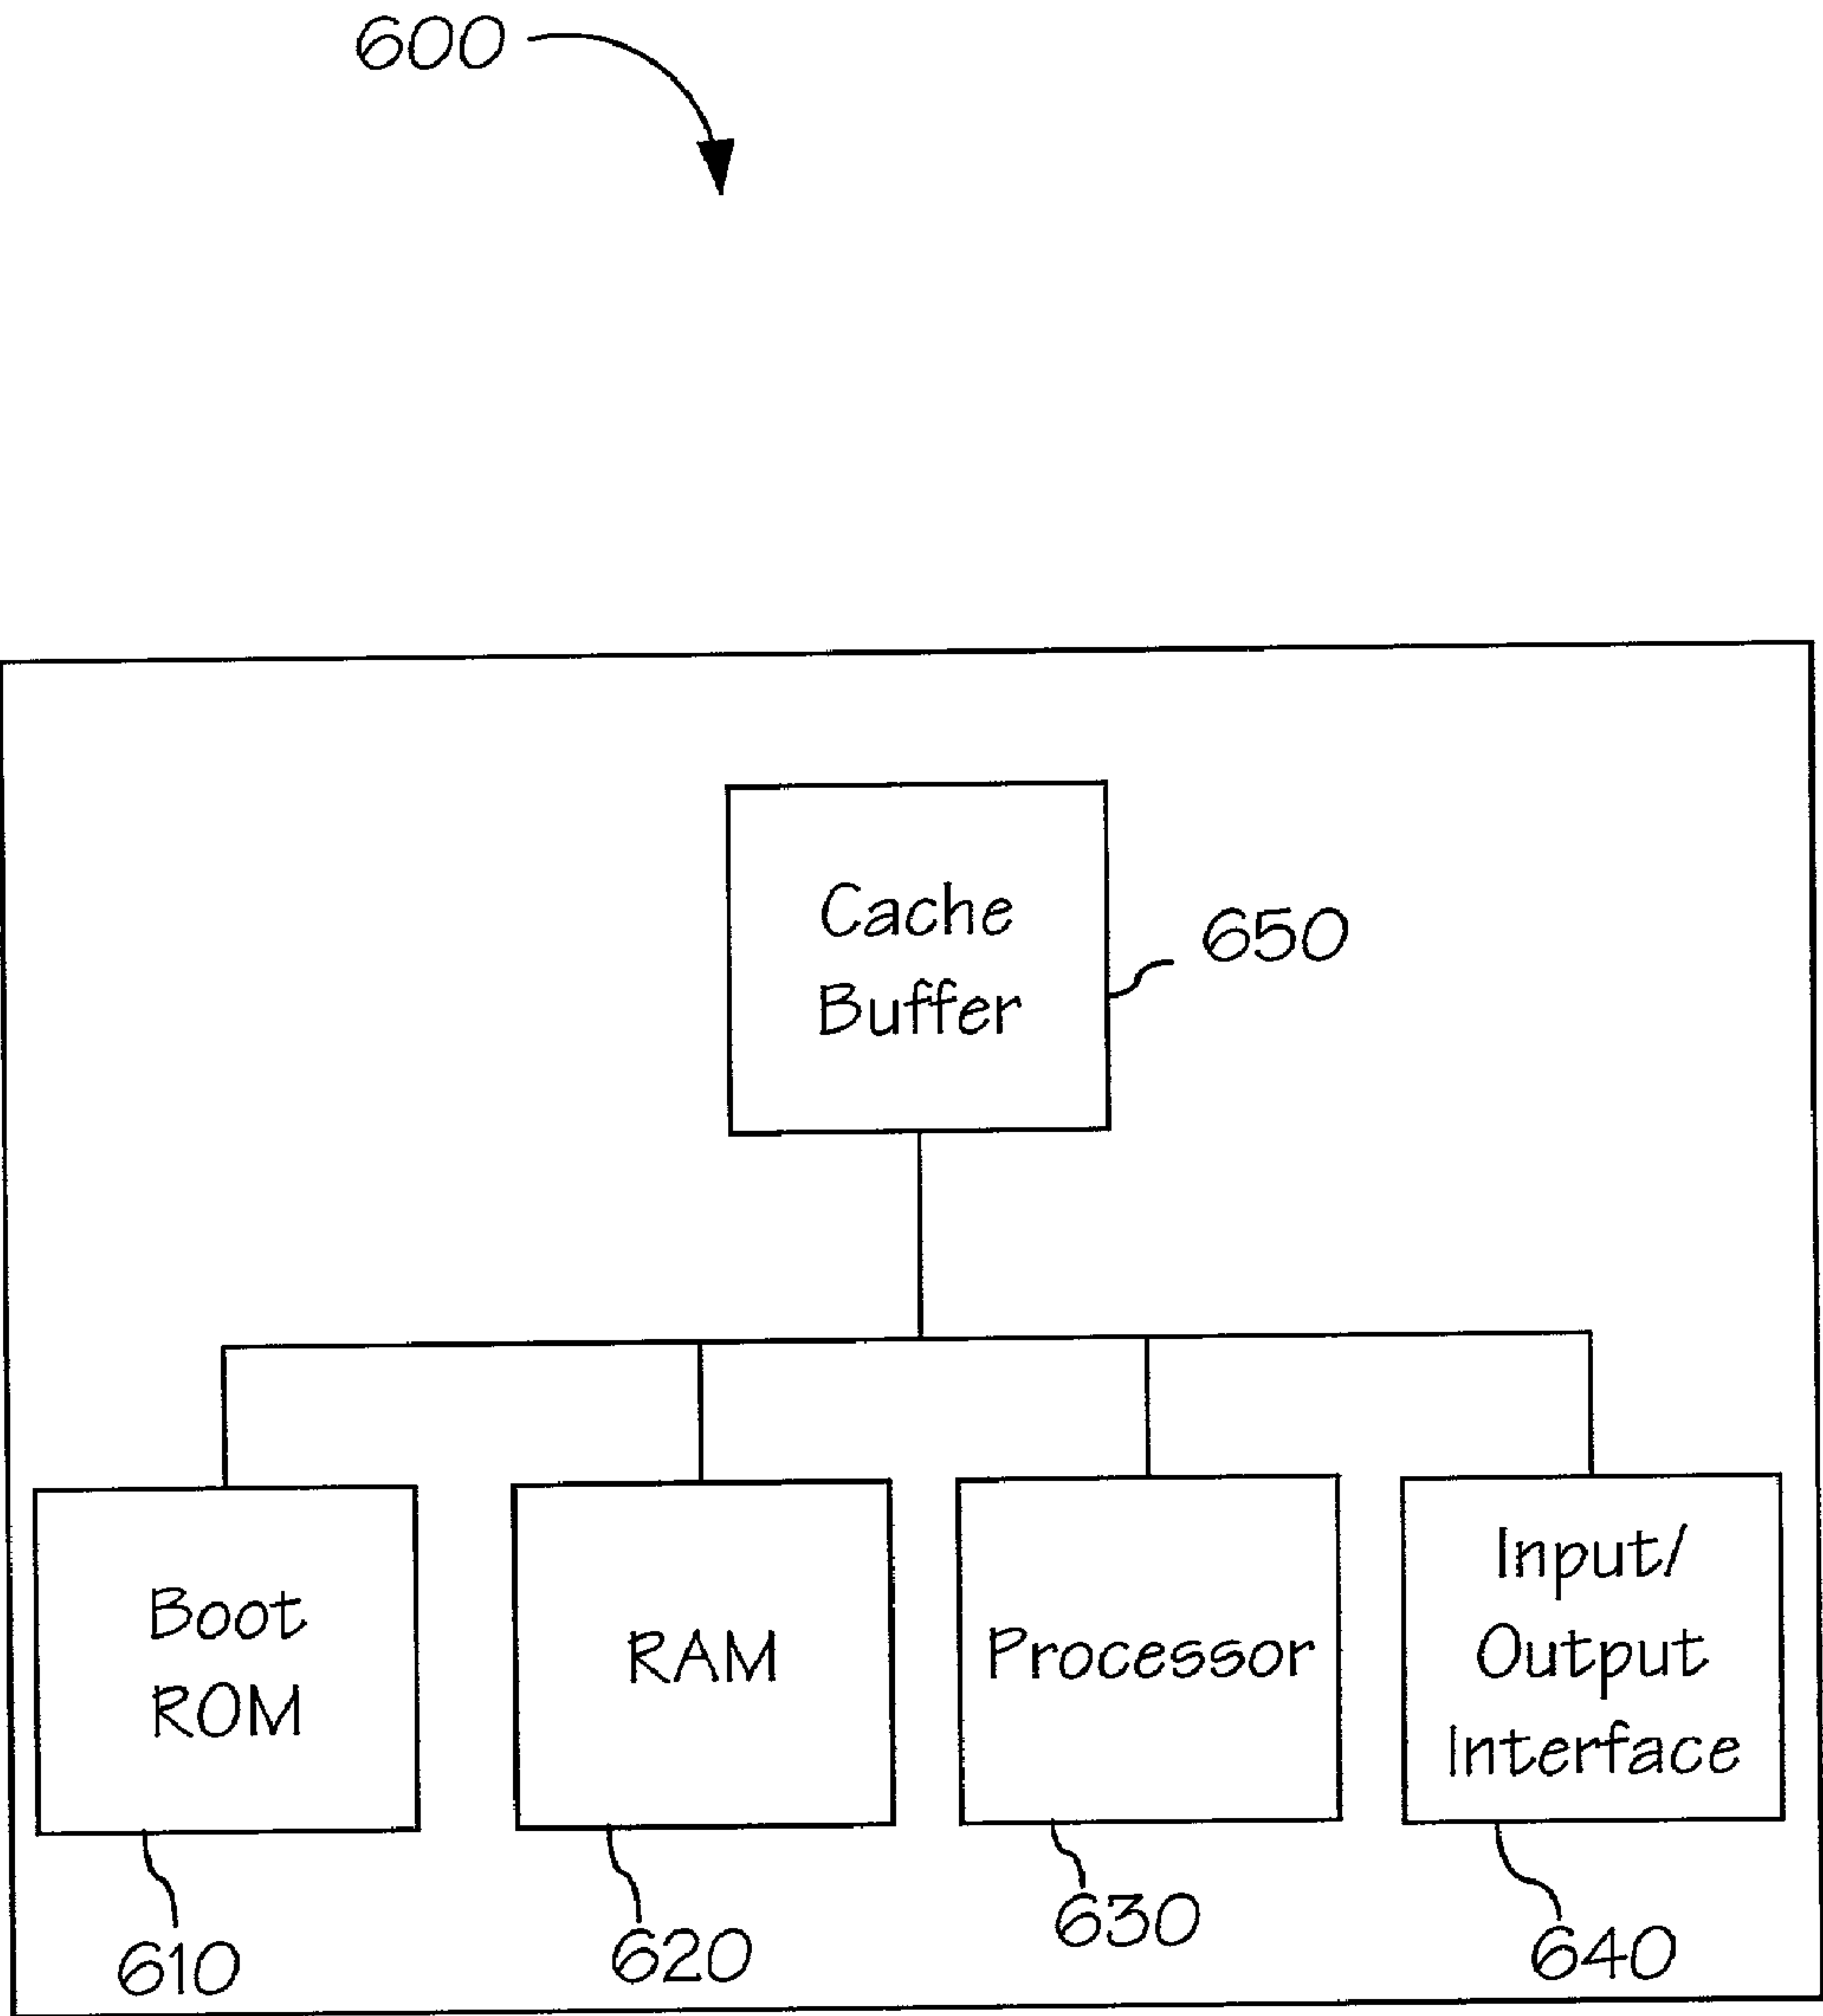 600
Cache
Buffer
650
Boot
ROM
RAM
Processor
Input/
Output
Interface
610
620
630
640